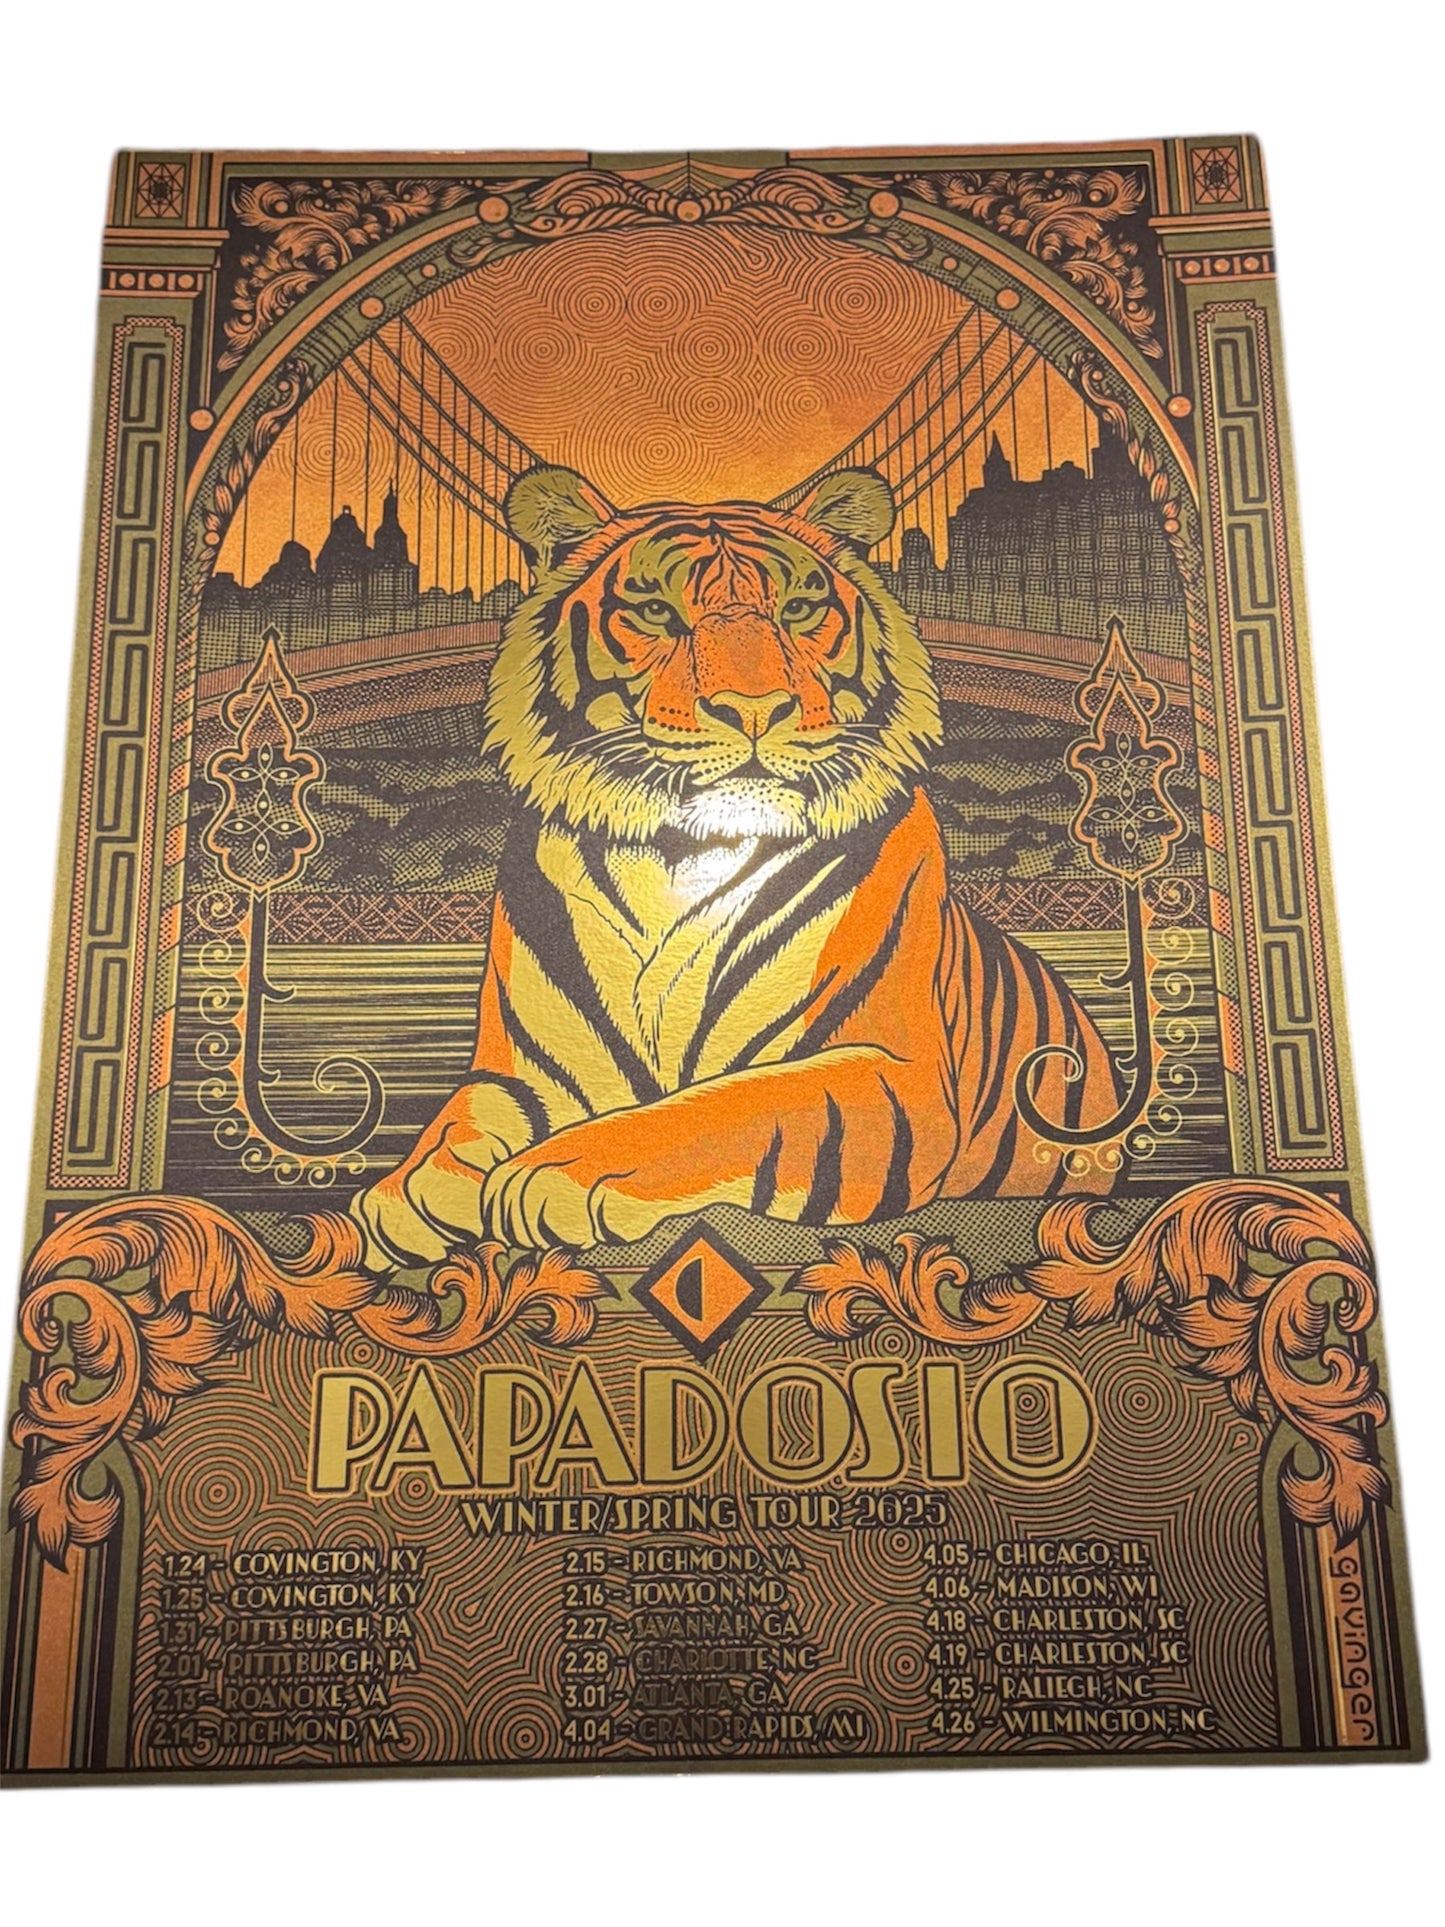 PAPADOSIO
WINTER/SPRING TOUR 2025
1.24 - COVINGTON, KY
1.25 - COVINGTON, KY
1.31 - PITTSBURGH, PA
2.01 - PITTSBURGH, PA
2.13 - ROANOKE, VA
2.14 - RICHMOND, VA
2.15 - RICHMOND, VA
2.16 - TOWSON, MD
2.27 - SAVANNAH, GA
2.28 - CHARLOTTE, NC
3.01 - ATLANTA, GA
4.04 - GRAND RAPIDS, MI
4.05 - CHICAGO, IL
4.06 - MADISON, WI
4.18 - CHARLESTON, SC
4.19 - CHARLESTON, SC
4.25 - RALIEGH, NC
4.26 - WILMINGTON, NC
gavinger